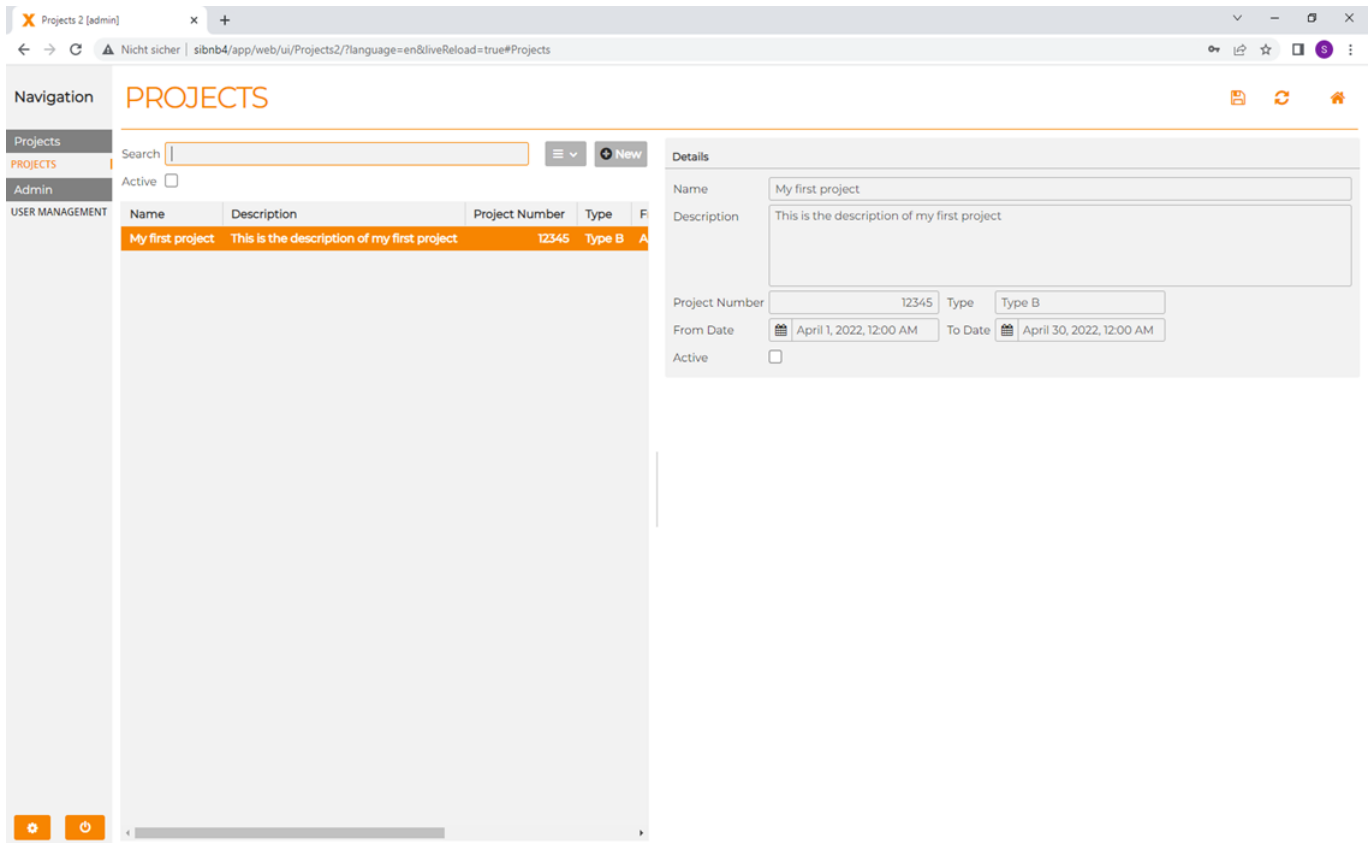 Projects 2 [admin]
Nicht sicher | sibnb4/app/web/ui/Projects2/?language=en&liveReload=true#Projects
S
Navigation
PROJECTS
Projects
PROJECTS
Admin
USER MANAGEMENT
Search
New
Active
Name Description Project Number Type F
My first project This is the description of my first project 12345 Type B A
Details
Name My first project
Description This is the description of my first project
Project Number 12345 Type Type B
From Date April 1, 2022, 12:00 AM To Date April 30, 2022, 12:00 AM
Active